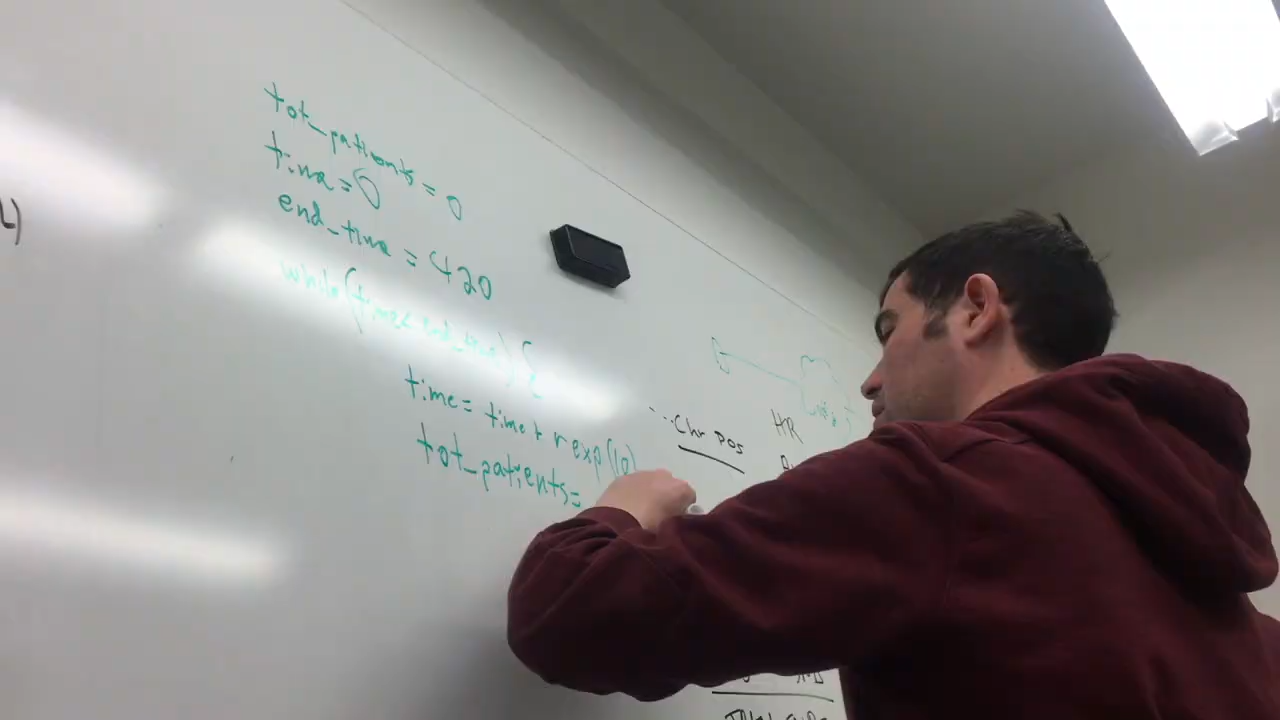 tot_patients = 0
time = 0
end_time = 420
while (time < end_time) {
time = time + rexp(10)
tot_patients =
Chr Pos
HR